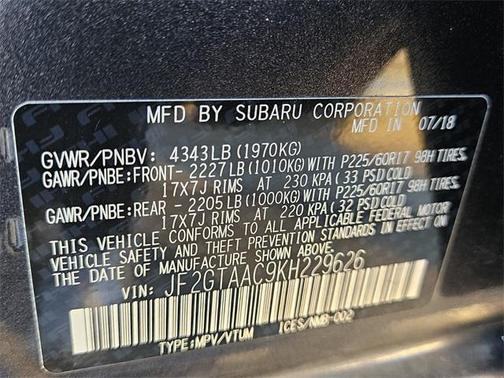 MFD BY SUBARU CORPORATION
MFD IN 07/18
GVWR/PNBV: 4343LB(1970KG)
GAWR/PNBE:FRONT- 2227LB(1010KG)WITH P225/60R17 98H TIRES,
17X7J RIMS AT 230 KPA (33 PSD COLD
GAWR/PNBE:REAR - 2205LB(1000KG)WITH P225/60R17 98H TIRES,
17X7J RIMS AT 220 KPA (32 PSD COLD
THIS VEHICLE CONFORMS TO ALL APPLICABLE FEDERAL MOTOR
VEHICLE SAFETY AND THEFT PREVENTION STANDARDS IN EFFECT
ON THE DATE OF MANUFACTURE SHOWN ABOVE.
VIN: JF2GTAAC9KH229626
TYPE:MPV/VTUM ICES/NMB-002